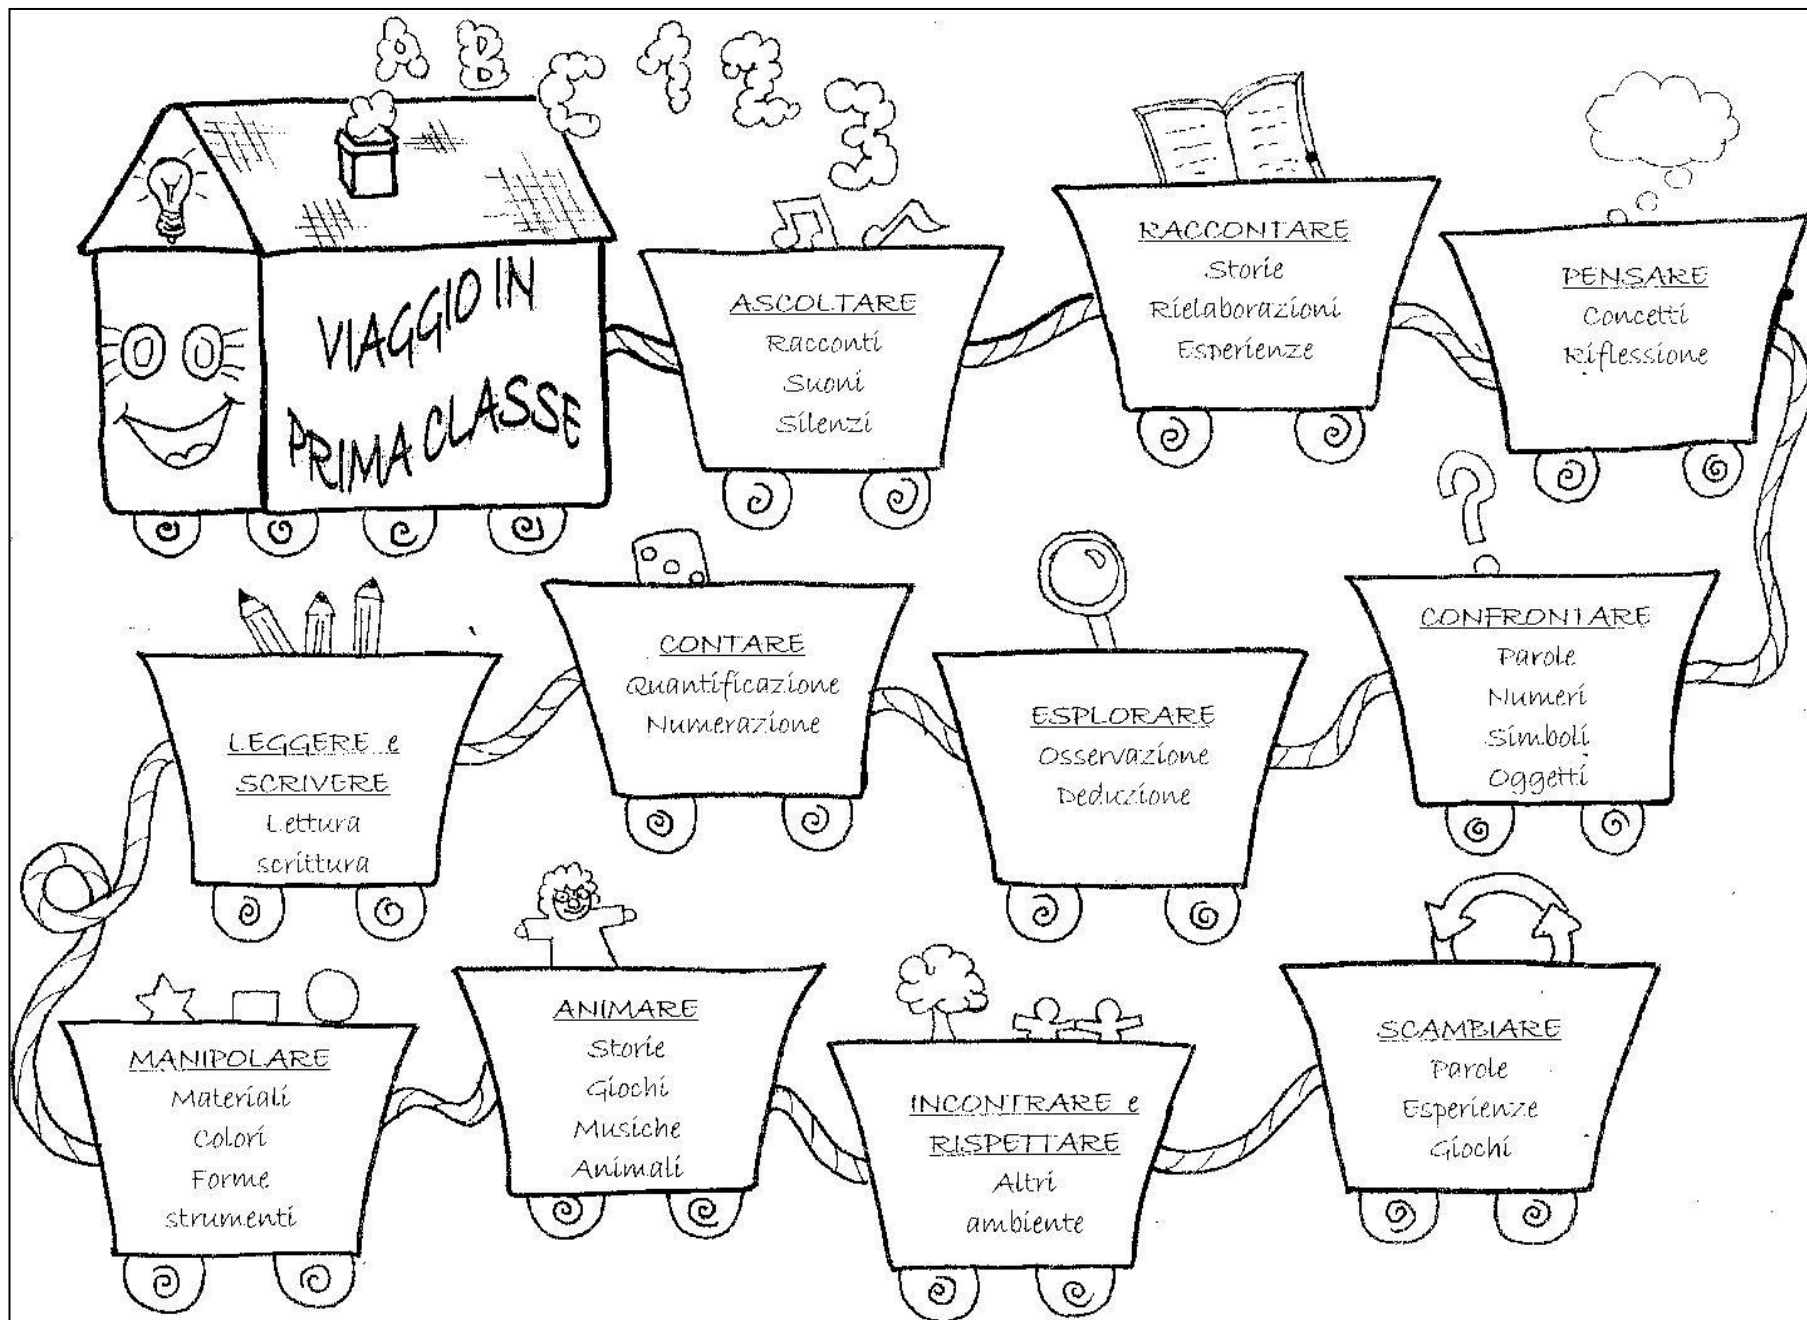 A B C 1 2 3
VIAGGIO IN
PRIMA CLASSE
ASCOLTARE
Racconti
Suoni
Silenzi
RACCONTARE
Storie
Rielaborazioni
Esperienze
PENSARE
Concetti
Riflessione
CONFRONTARE
Parole
Numeri
Simboli
Oggetti
ESPLORARE
Osservazione
Deduzione
CONTARE
Quantificazione
Numerazione
LEGGERE e
SCRIVERE
Lettura
scrittura
MANIPOLARE
Materiali
Colori
Forme
strumenti
ANIMARE
Storie
Giochi
Musiche
Animali
INCONTRARE e
RISPETTARE
Altri
ambiente
SCAMBIARE
Parole
Esperienze
Giochi
?